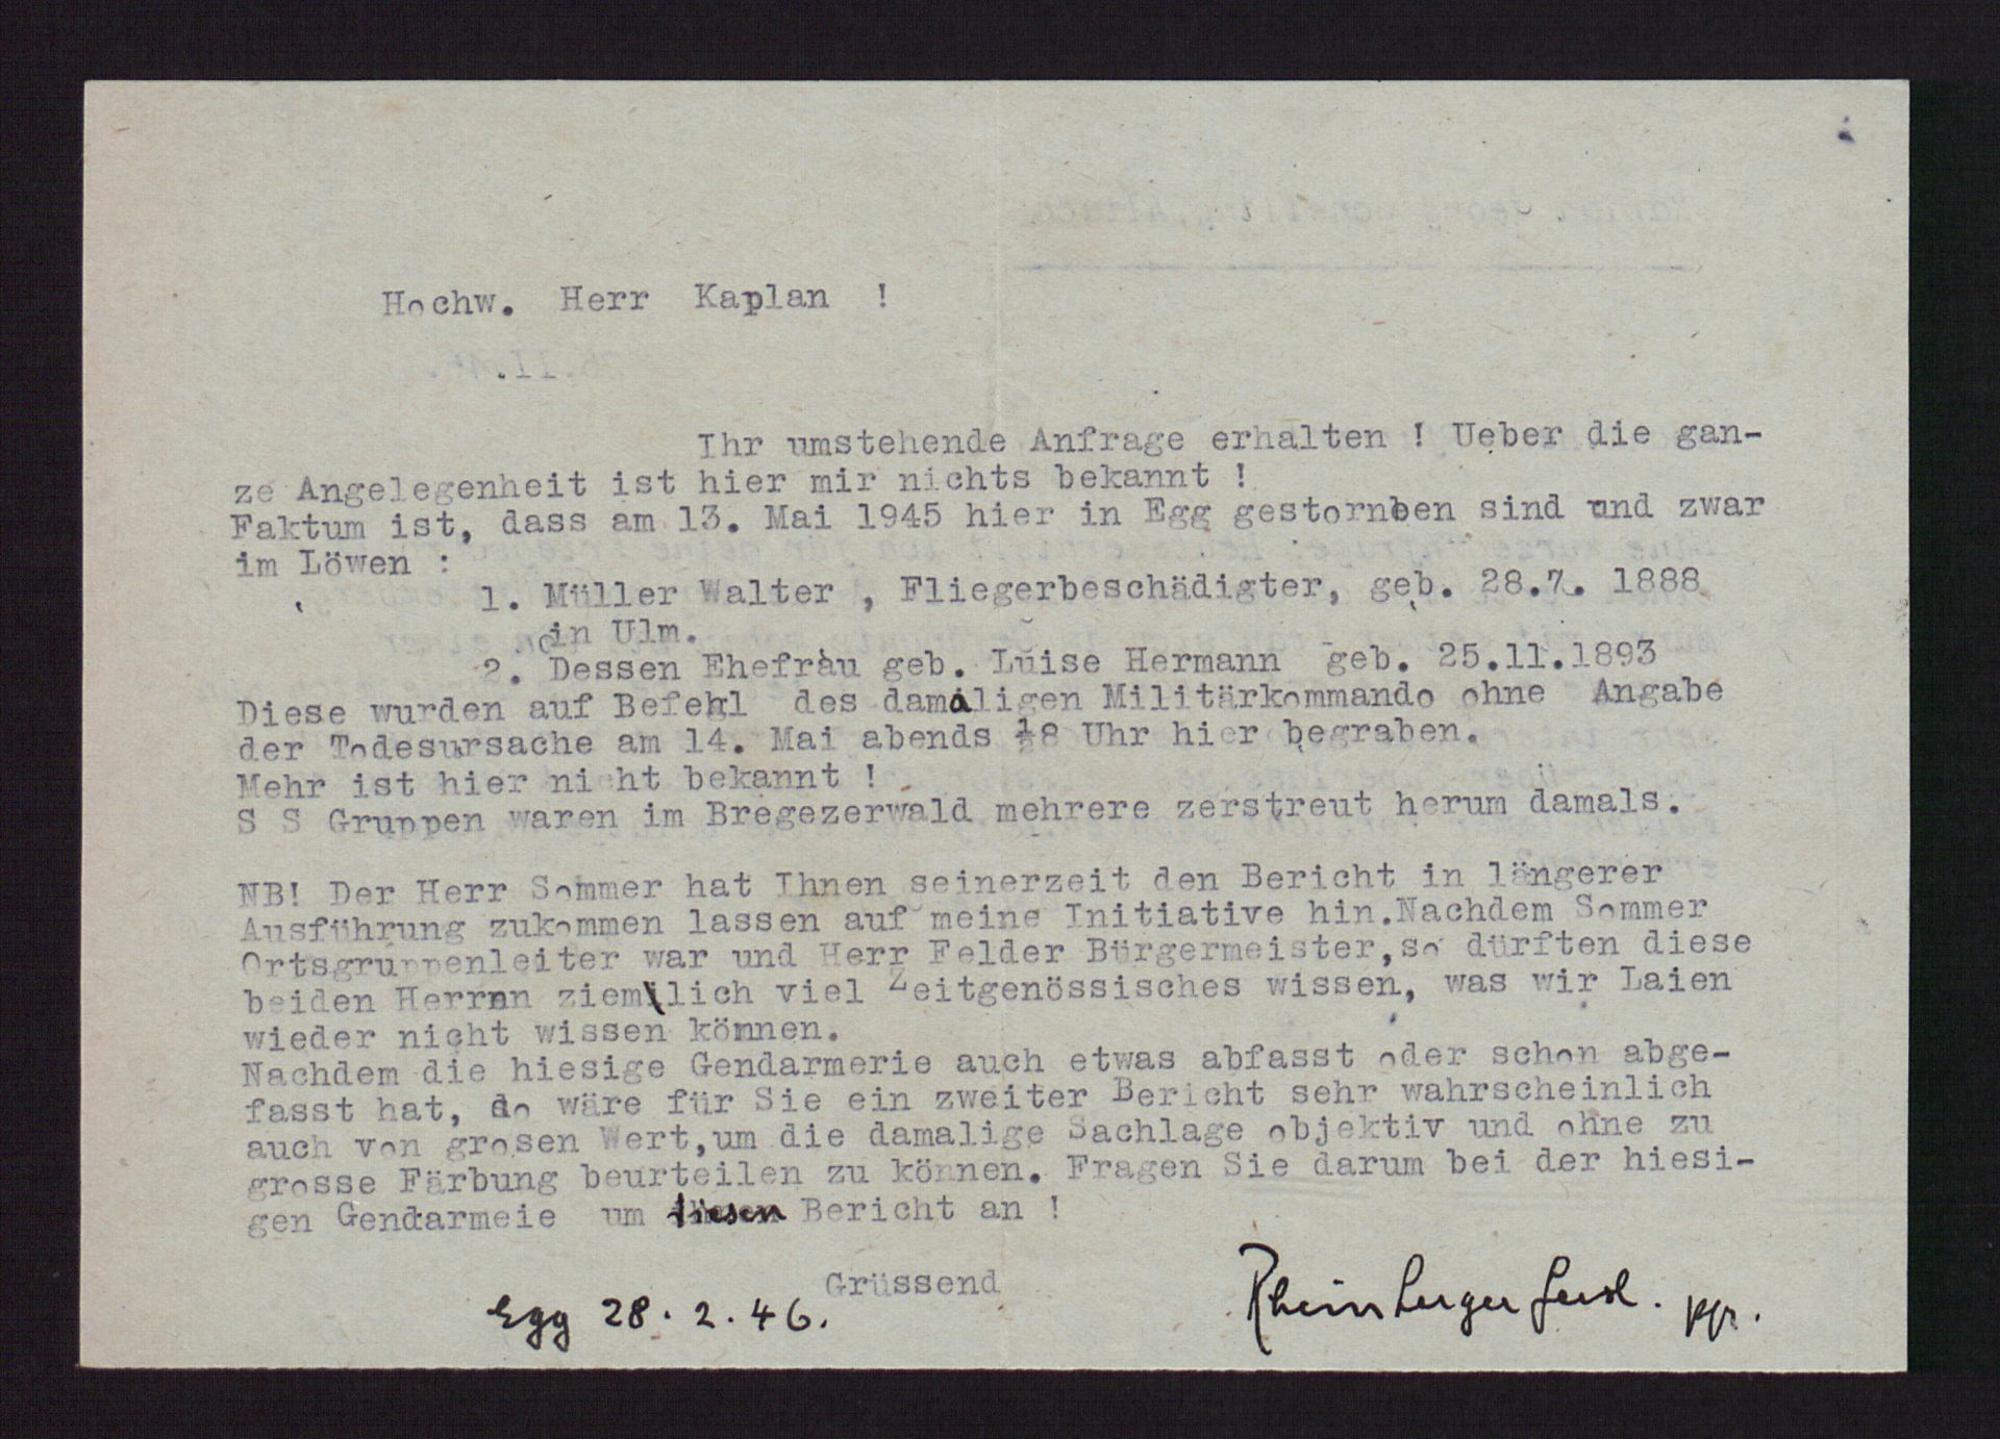 Hochw. Herr Kaplan !
Ihr umstehende Anfrage erhalten ! Ueber die gan-
ze Angelegenheit ist hier mir nichts bekannt !
Faktum ist, dass am 13. Mai 1945 hier in Egg gestornben sind und zwar
im Löwen :
1. Müller Walter , Fliegerbeschädigter, geb. 28.7. 1888
in Ulm.
2. Dessen Ehefrau geb. Luise Hermann geb. 25.11.1893
Diese wurden auf Befehl des damaligen Militärkommando ohne Angabe
der Todesursache am 14. Mai abends ½8 Uhr hier begraben.
Mehr ist hier nicht bekannt !
S S Gruppen waren im Bregezerwald mehrere zerstreut herum damals.
NB! Der Herr Sommer hat Ihnen seinerzeit den Bericht in längerer
Ausführung zukommen lassen auf meine Initiative hin.Nachdem Sommer
Ortsgruppenleiter war und Herr Felder Bürgermeister,so dürften diese
beiden Herren ziemlich viel Zeitgenössisches wissen, was wir Laien
wieder nicht wissen können.
Nachdem die hiesige Gendarmerie auch etwas abfasst oder schon abge-
fasst hat, so wäre für Sie ein zweiter Bericht sehr wahrscheinlich
auch von grosen Wert,um die damalige Sachlage objektiv und ohne zu
grosse Färbung beurteilen zu können. Fragen Sie darum bei der hiesi-
gen Gendarmeie um diesen Bericht an !
Grüssend
Egg 28. 2. 46.
Rheinberger Ferd. pfr.